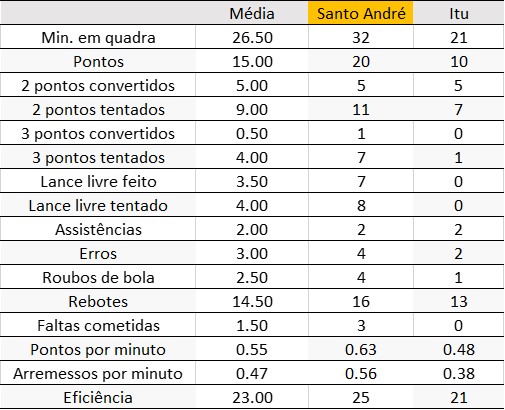 Média Santo André Itu
Min. em quadra 26.50 32 21
Pontos 15.00 20 10
2 pontos convertidos 5.00 5 5
2 pontos tentados 9.00 11 7
3 pontos convertidos 0.50 1 0
3 pontos tentados 4.00 7 1
Lance livre feito 3.50 7 0
Lance livre tentado 4.00 8 0
Assistências 2.00 2 2
Erros 3.00 4 2
Roubos de bola 2.50 4 1
Rebotes 14.50 16 13
Faltas cometidas 1.50 3 0
Pontos por minuto 0.55 0.63 0.48
Arremessos por minuto 0.47 0.56 0.38
Eficiência 23.00 25 21